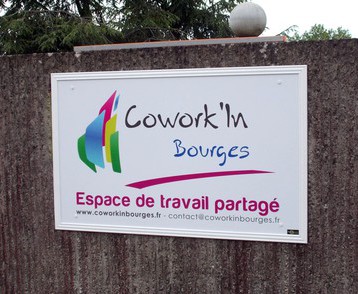 Cowork'In
Bourges
Espace de travail partagé
www.coworkinbourges.fr - contact@coworkinbourges.fr